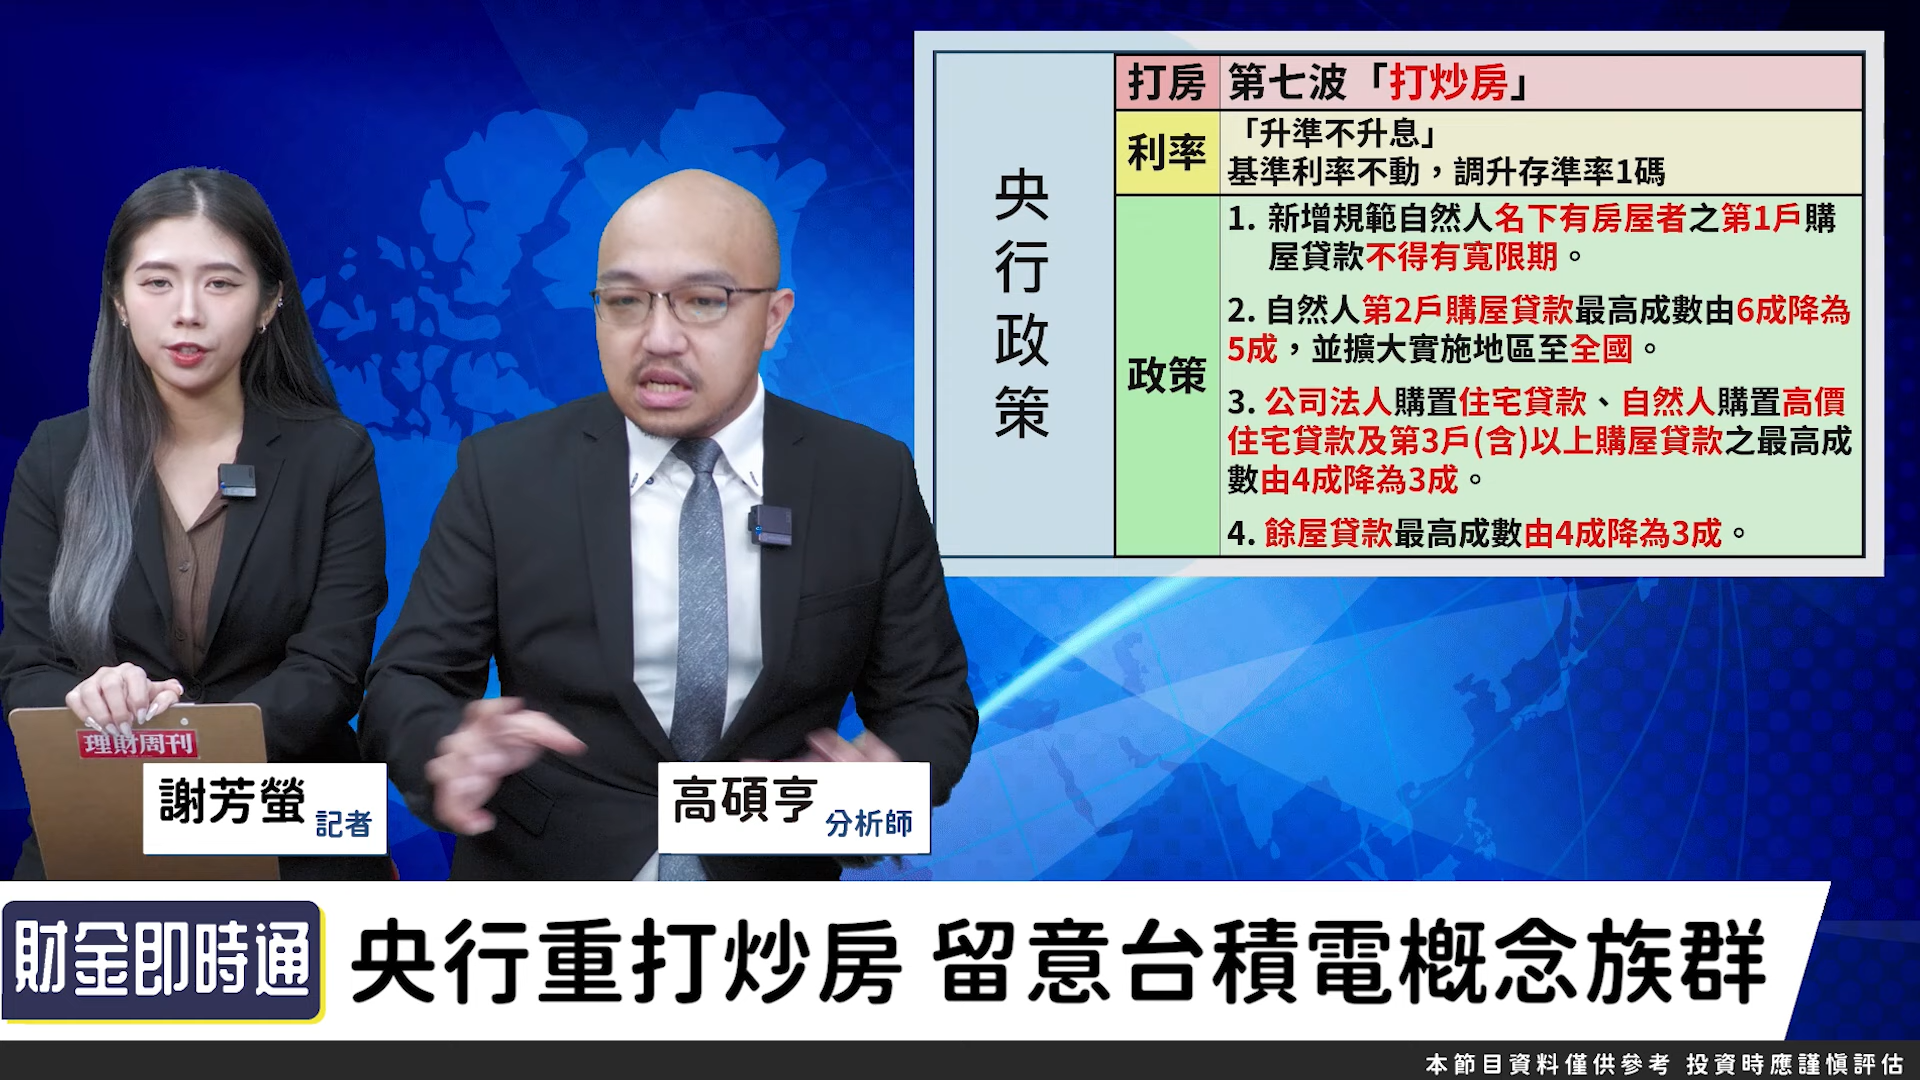 央行政策
打房 第七波「打炒房」
利率 「升準不升息」
基準利率不動，調升存準率1碼
政策
1. 新增規範自然人名下有房屋者之第1戶購
屋貸款不得有寬限期。
2. 自然人第2戶購屋貸款最高成數由6成降為
5成，並擴大實施地區至全國。
3. 公司法人購置住宅貸款、自然人購置高價
住宅貸款及第3戶(含)以上購屋貸款之最高成
數由4成降為3成。
4. 餘屋貸款最高成數由4成降為3成。
理財周刊
謝芳螢 記者
高碩亨 分析師
財金即時通
央行重打炒房 留意台積電概念族群
本節目資料僅供參考 投資時應謹慎評估